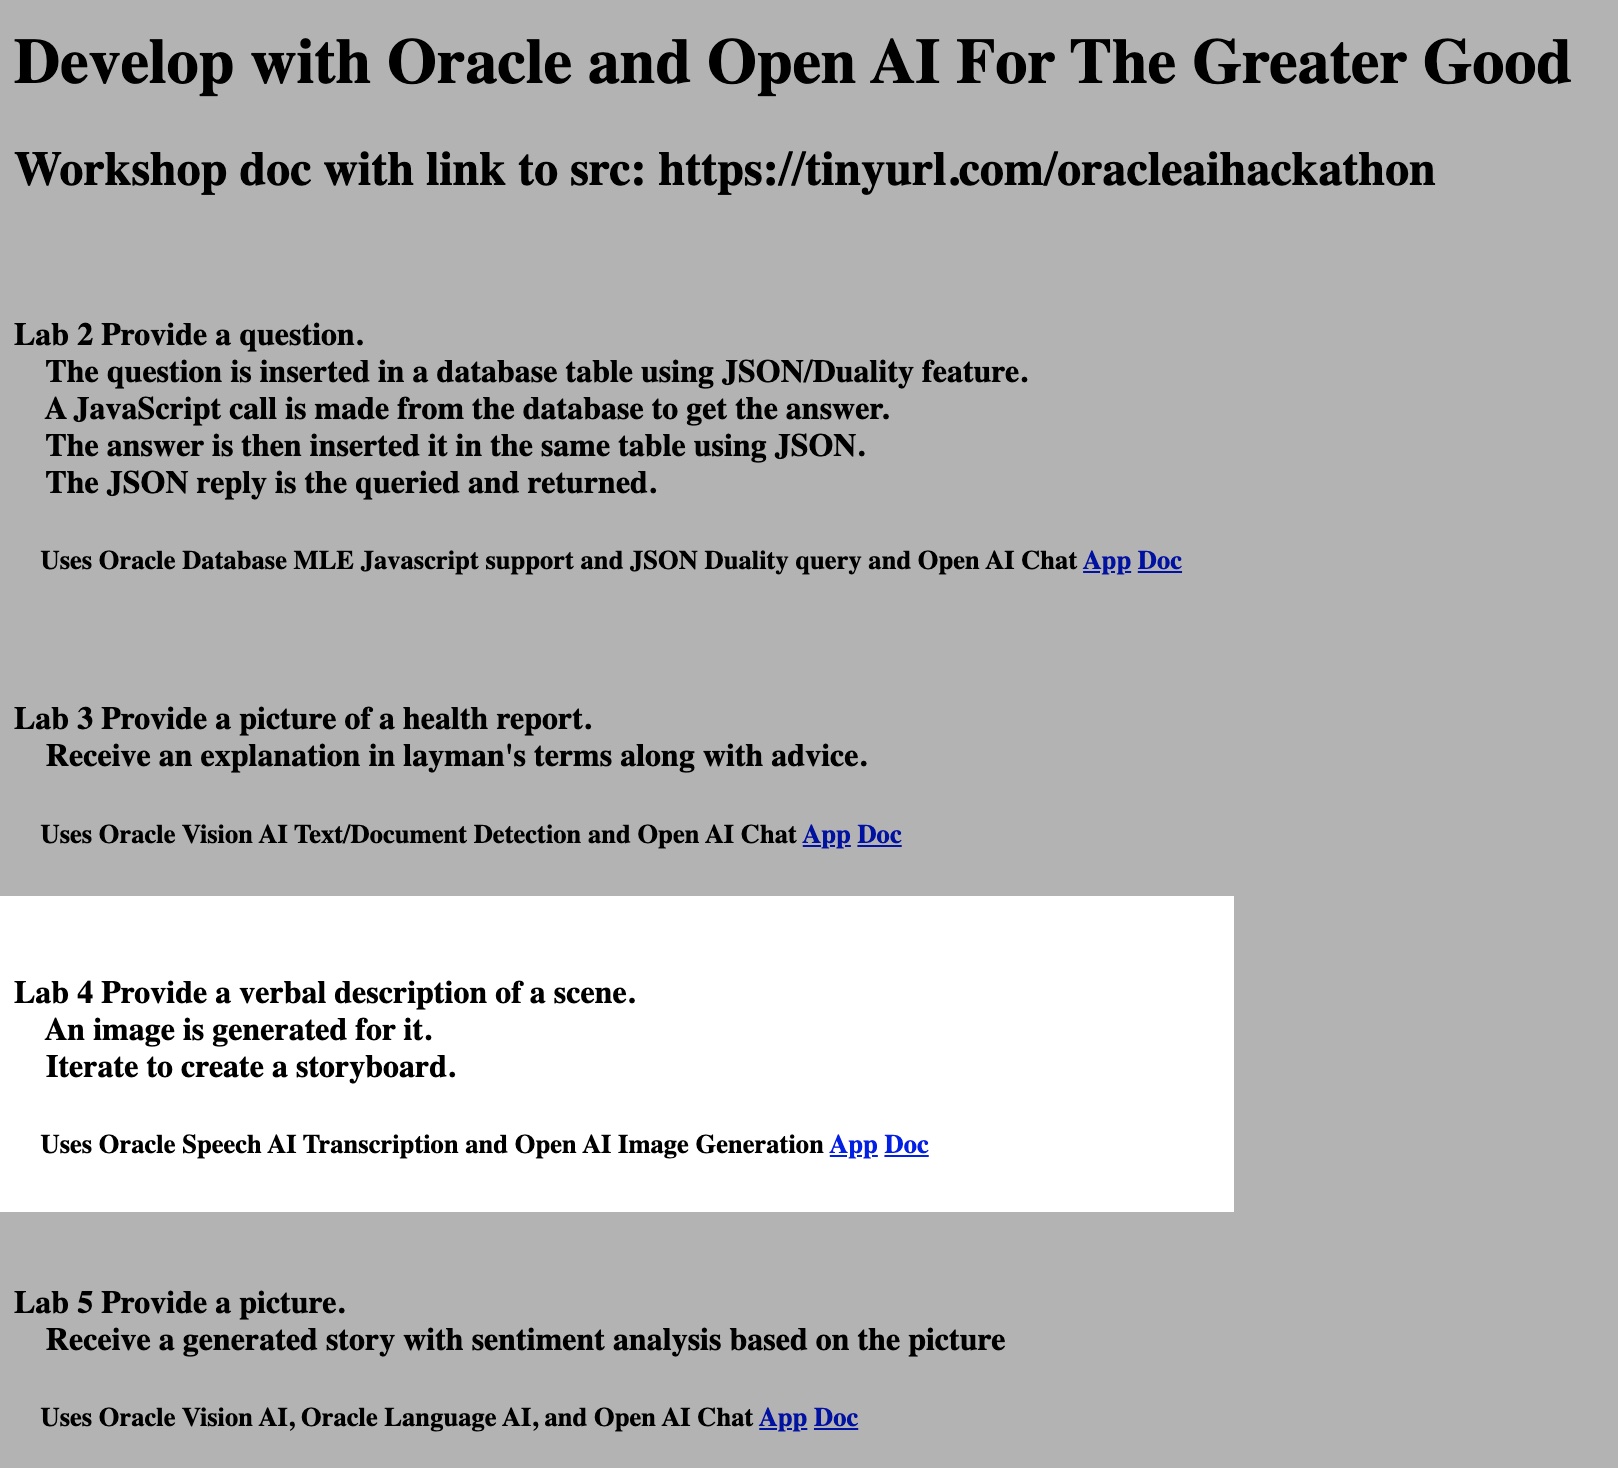 Develop with Oracle and Open AI For The Greater Good
Workshop doc with link to src: https://tinyurl.com/oracleaihackathon
Lab 2 Provide a question.
The question is inserted in a database table using JSON/Duality feature.
A JavaScript call is made from the database to get the answer.
The answer is then inserted it in the same table using JSON.
The JSON reply is the queried and returned.
Uses Oracle Database MLE Javascript support and JSON Duality query and Open AI Chat App Doc
Lab 3 Provide a picture of a health report.
Receive an explanation in layman's terms along with advice.
Uses Oracle Vision AI Text/Document Detection and Open AI Chat App Doc
Lab 4 Provide a verbal description of a scene.
An image is generated for it.
Iterate to create a storyboard.
Uses Oracle Speech AI Transcription and Open AI Image Generation App Doc
Lab 5 Provide a picture.
Receive a generated story with sentiment analysis based on the picture
Uses Oracle Vision AI, Oracle Language AI, and Open AI Chat App Doc